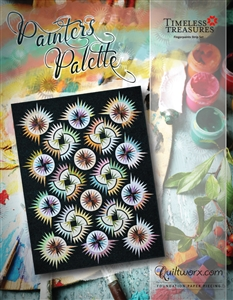 Painter's
Palette
TIMELESS
TREASURES
Quiltworx.com
FOUNDATION PAPER PIECING